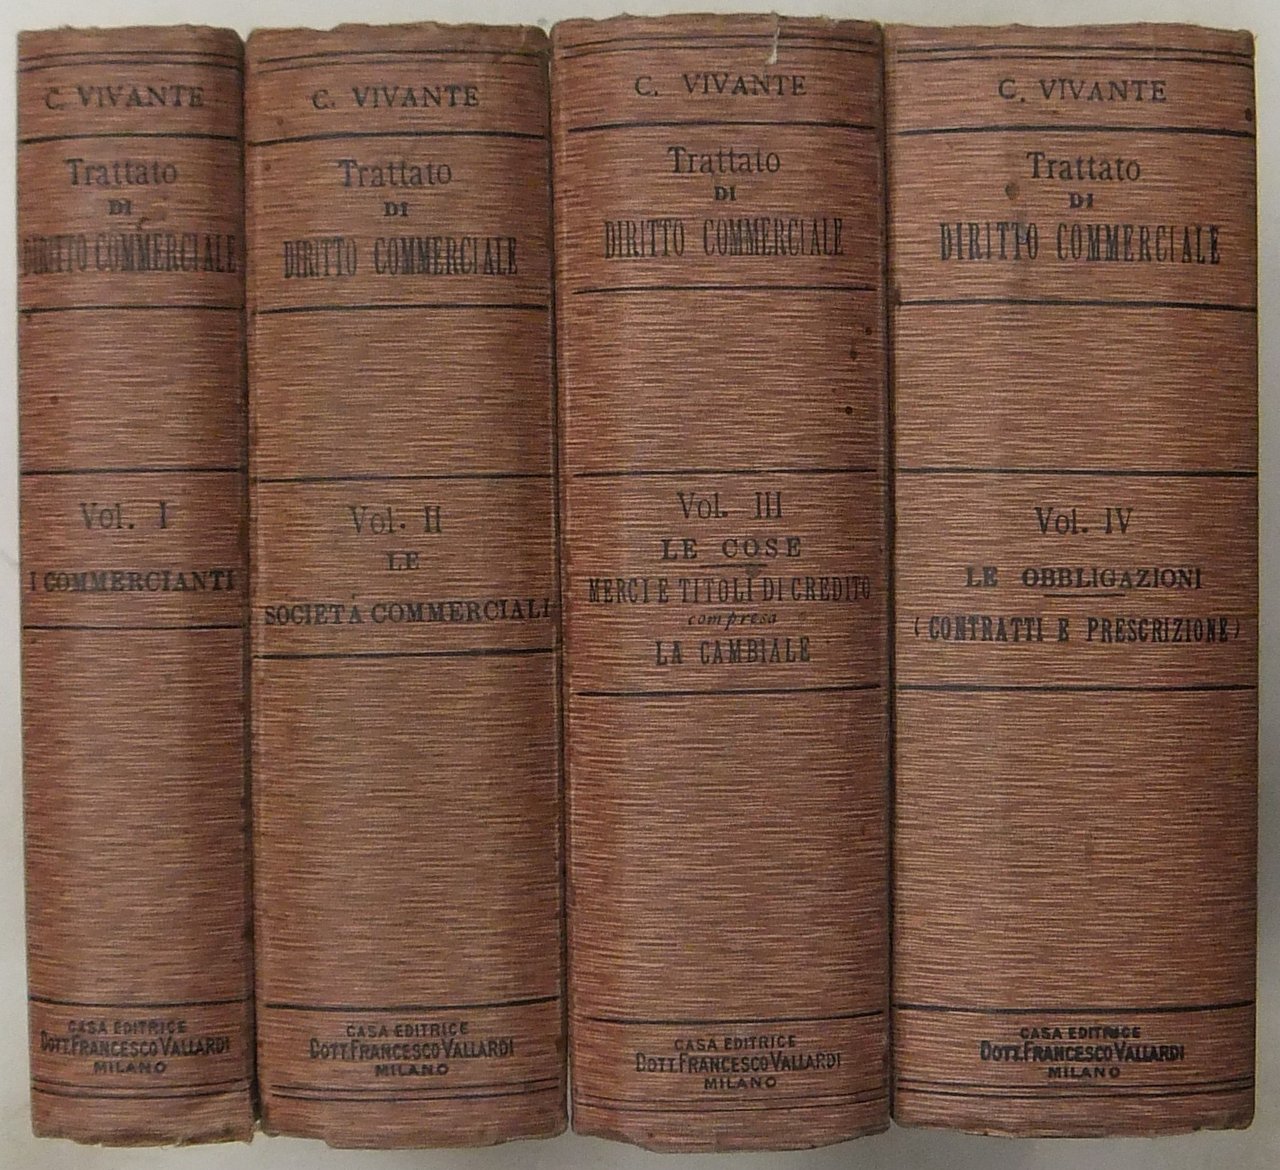 C. VIVANTE
Trattato
DI
DIRITTO COMMERCIALE
Vol. I
I COMMERCIANTI
CASA EDITRICE
DOTT. FRANCESCO VALLARDI
MILANO
C. VIVANTE
Trattato
DI
DIRITTO COMMERCIALE
Vol. II
LE
SOCIETÁ COMMERCIALI
CASA EDITRICE
DOTT. FRANCESCO VALLARDI
MILANO
C. VIVANTE
Trattato
DI
DIRITTO COMMERCIALE
Vol. III
LE COSE
MERCI E TITOLI DI CREDITO
compresa
LA CAMBIALE
CASA EDITRICE
DOTT. FRANCESCO VALLARDI
MILANO
C. VIVANTE
Trattato
DI
DIRITTO COMMERCIALE
Vol. IV
LE OBBLIGAZIONI
(CONTRATTI E PRESCRIZIONE)
CASA EDITRICE
DOTT. FRANCESCO VALLARDI
MILANO